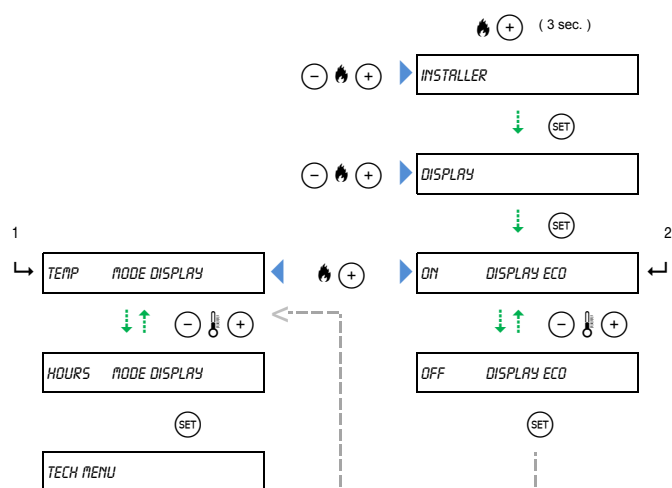 ( 3 sec. )
INSTALLER
SET
DISPLAY
SET
1
2
TEMP MODE DISPLAY
ON DISPLAY ECO
HOURS MODE DISPLAY
OFF DISPLAY ECO
SET
SET
TECH MENU